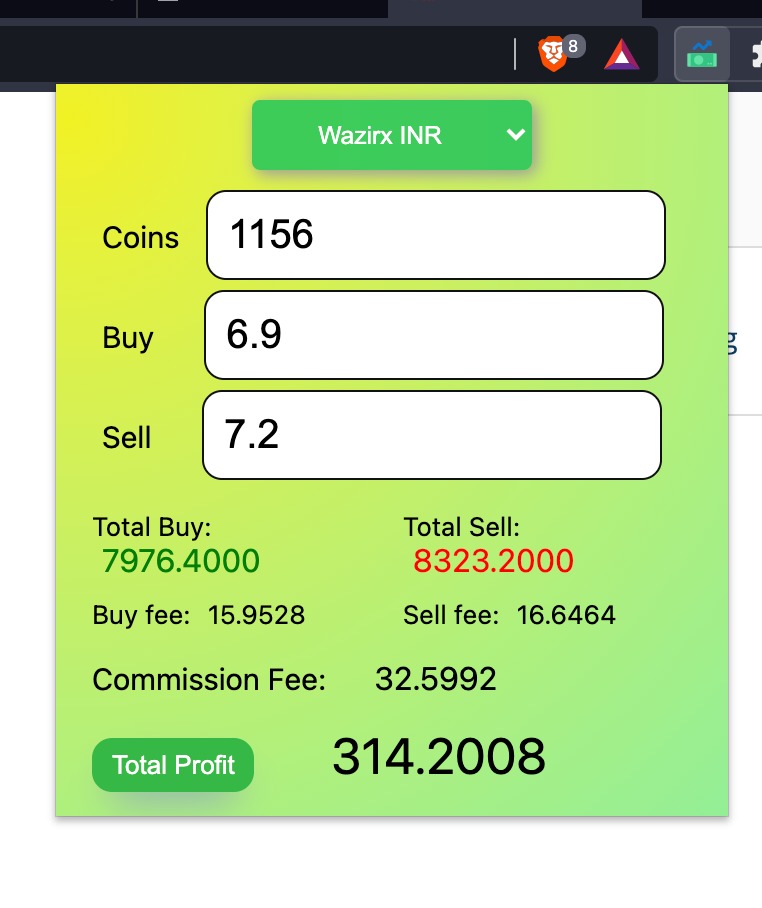 8
Wazirx INR
Coins 1156
Buy 6.9
Sell 7.2
Total Buy: Total Sell:
7976.4000 8323.2000
Buy fee: 15.9528 Sell fee: 16.6464
Commission Fee: 32.5992
Total Profit 314.2008
g